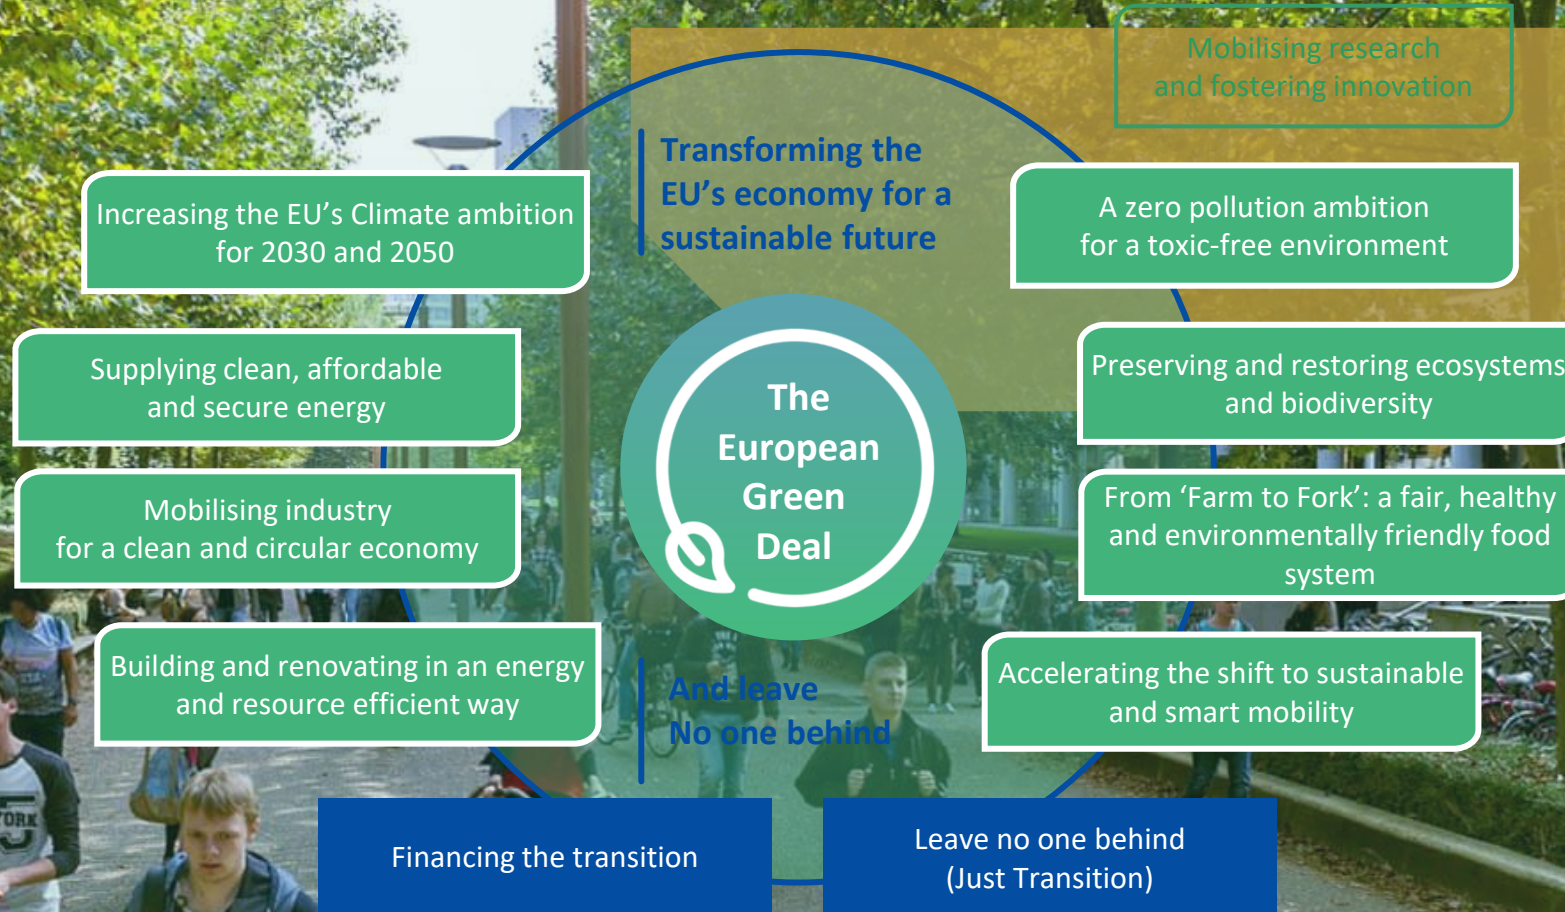 Mobilising research
and fostering innovation
Transforming the
EU’s economy for a
sustainable future
Increasing the EU’s Climate ambition
for 2030 and 2050
A zero pollution ambition
for a toxic-free environment
Supplying clean, affordable
and secure energy
The
European
Green
Deal
Preserving and restoring ecosystems
and biodiversity
Mobilising industry
for a clean and circular economy
From ‘Farm to Fork’: a fair, healthy
and environmentally friendly food
system
Building and renovating in an energy
and resource efficient way
And leave
No one behind
Accelerating the shift to sustainable
and smart mobility
Financing the transition
Leave no one behind
(Just Transition)
YORK